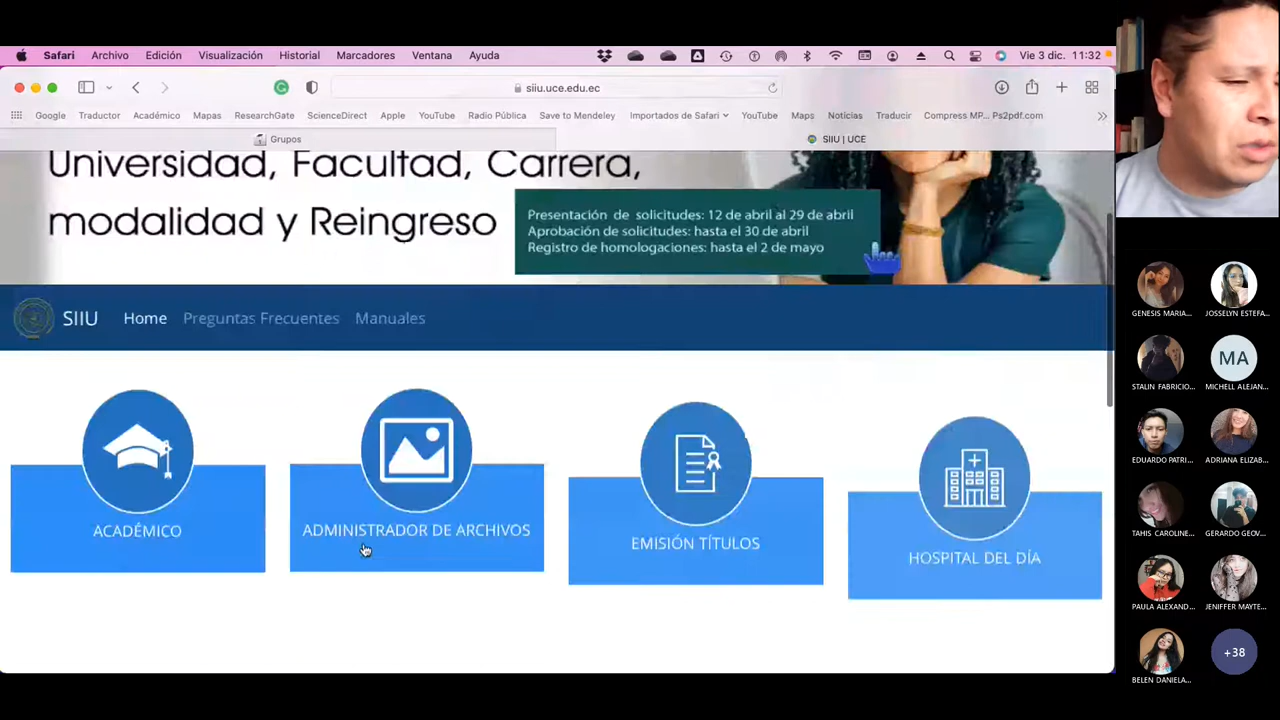 Safari Archivo Edición Visualización Historial Marcadores Ventana Ayuda Vie 3 dic. 11:32
siiu.uce.edu.ec
Google Traductor Académico Mapas ResearchGate ScienceDirect Apple YouTube Radio Pública Save to Mendeley Importados de Safari YouTube Maps Noticias Traducir Compress MP... Ps2pdf.com
Grupos SIIU | UCE
Universidad, Facultad, Carrera,
modalidad y Reingreso
Presentación de solicitudes: 12 de abril al 29 de abril
Aprobación de solicitudes: hasta el 30 de abril
Registro de homologaciones: hasta el 2 de mayo
SIIU Home Preguntas Frecuentes Manuales
ACADÉMICO
ADMINISTRADOR DE ARCHIVOS
EMISIÓN TÍTULOS
HOSPITAL DEL DÍA
GENESIS MARIA... JOSSELYN ESTEFA...
MA
STALIN FABRICIO... MICHELL ALEJAN...
EDUARDO PATRI... ADRIANA ELIZAB...
TAHIS CAROLINE... GERARDO GEOV...
PAULA ALEXAND... JENIFFER MAYTE...
+38
BELEN DANIELA...